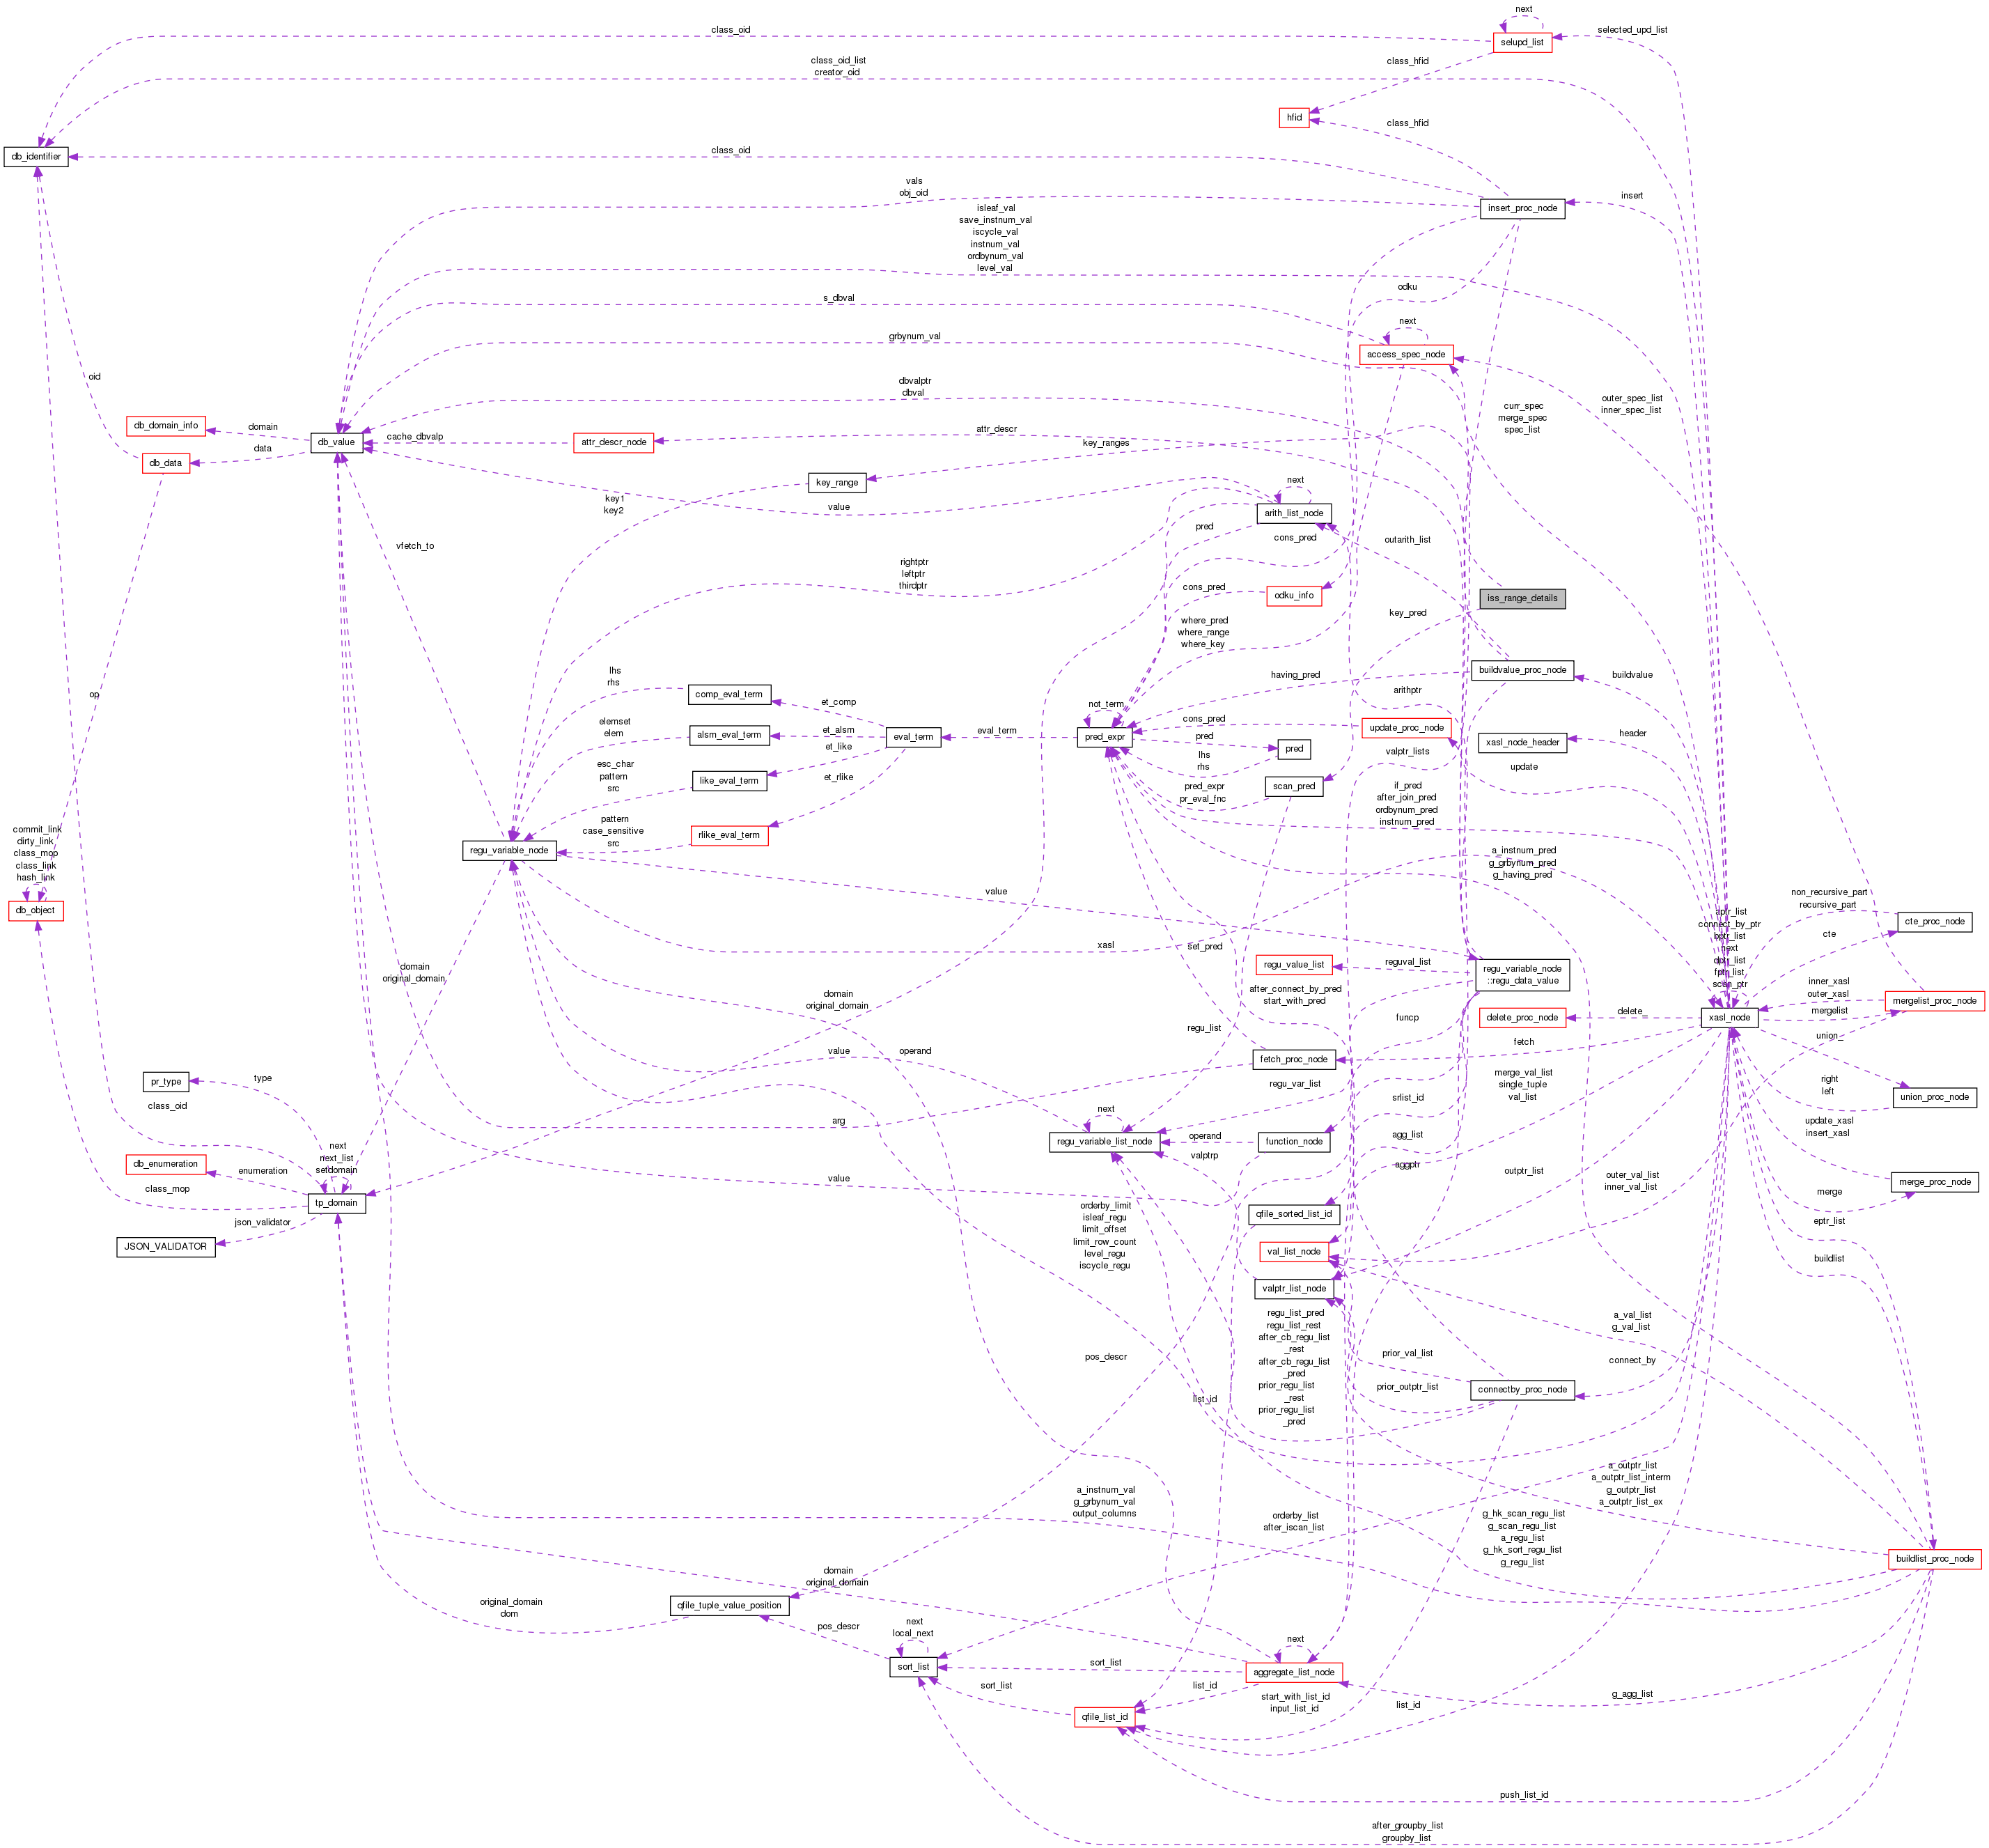 next
class_oid
selected_upd_list
selupd_list
class_oid_list
creator_oid
class_hfid
hfid
class_hfid
db_identifier
class_oid
vals
obj_oid
insert
insert_proc_node
isleaf_val
save_instnum_val
iscycle_val
instnum_val
ordbynum_val
level_val
odku
s_dbval
next
grbynum_val
access_spec_node
oid
dbvalptr
dbval
outer_spec_list
inner_spec_list
curr_spec
merge_spec
spec_list
db_domain_info
domain
db_value
cache_dbvalp
attr_descr_node
attr_descr
key_ranges
data
db_data
key_range
next
key1
key2
value
arith_list_node
pred
cons_pred
outarith_list
vfetch_to
rightptr
leftptr
thirdptr
cons_pred
odku_info
iss_range_details
key_pred
where_pred
where_range
where_key
lhs
rhs
having_pred
buildvalue_proc_node
buildvalue
op
comp_eval_term
et_comp
arithptr
not_term
elemset
elem
alsm_eval_term
et_alsm
eval_term
eval_term
pred_expr
cons_pred
update_proc_node
header
xasl_node_header
pred
pred
lhs
rhs
et_like
valptr_lists
update
esc_char
pattern
src
like_eval_term
et_rlike
scan_pred
pred_expr
pr_eval_fnc
if_pred
after_join_pred
ordbynum_pred
instnum_pred
pattern
case_sensitive
src
rlike_eval_term
commit_link
dirty_link
class_mop
class_link
hash_link
regu_variable_node
a_instnum_pred
g_grbynum_pred
g_having_pred
value
non_recursive_part
recursive_part
db_object
aptr_list
connect_by_ptr
bptr_list
next
dptr_list
fptr_list
scan_ptr
cte_proc_node
cte
xasl
set_pred
domain
original_domain
regu_value_list
reguval_list
regu_variable_node
::regu_data_value
inner_xasl
outer_xasl
mergelist_proc_node
after_connect_by_pred
start_with_pred
domain
original_domain
delete_proc_node
delete_
xasl_node
mergelist
regu_list
funcp
fetch
union_
operand
value
fetch_proc_node
pr_type
type
regu_var_list
merge_val_list
single_tuple
val_list
right
left
union_proc_node
class_oid
arg
srlist_id
next
update_xasl
insert_xasl
next
next_list
setdomain
regu_variable_list_node
operand
function_node
agg_list
db_enumeration
enumeration
valptrp
aggptr
outptr_list
outer_val_list
inner_val_list
merge_proc_node
class_mop
tp_domain
value
merge
orderby_limit
isleaf_regu
limit_offset
limit_row_count
level_regu
iscycle_regu
qfile_sorted_list_id
json_validator
JSON_VALIDATOR
val_list_node
eptr_list
buildlist
valptr_list_node
regu_list_pred
regu_list_rest
after_cb_regu_list
_rest
after_cb_regu_list
_pred
prior_regu_list
_rest
prior_regu_list
_pred
a_val_list
g_val_list
pos_descr
prior_val_list
connect_by
list_id
prior_outptr_list
connectby_proc_node
a_outptr_list
a_outptr_list_interm
g_outptr_list
a_outptr_list_ex
a_instnum_val
g_grbynum_val
output_columns
orderby_list
after_iscan_list
g_hk_scan_regu_list
g_scan_regu_list
a_regu_list
g_hk_sort_regu_list
g_regu_list
buildlist_proc_node
domain
original_domain
original_domain
dom
qfile_tuple_value_position
pos_descr
next
local_next
next
sort_list
sort_list
aggregate_list_node
sort_list
list_id
start_with_list_id
input_list_id
g_agg_list
qfile_list_id
list_id
push_list_id
after_groupby_list
groupby_list